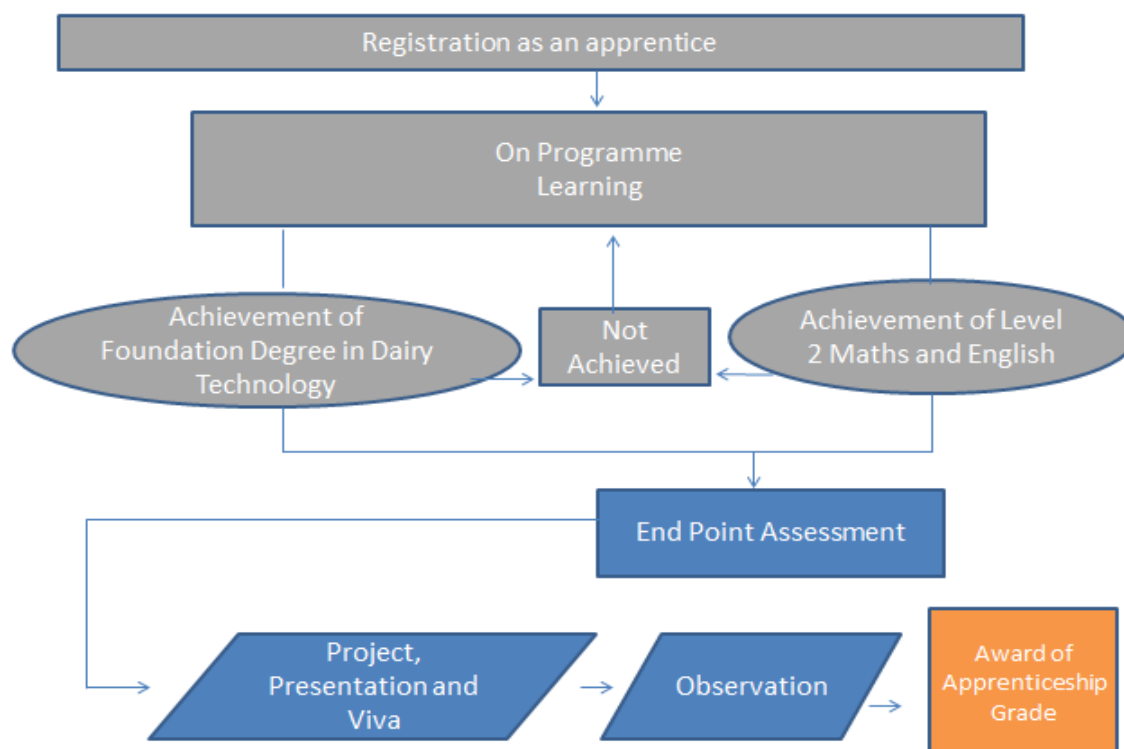 Registration as an apprentice
On Programme
Learning
Achievement of
Foundation Degree in Dairy
Technology
Not
Achieved
Achievement of Level
2 Maths and English
End Point Assessment
Project,
Presentation and
Viva
Observation
Award of
Apprenticeship
Grade